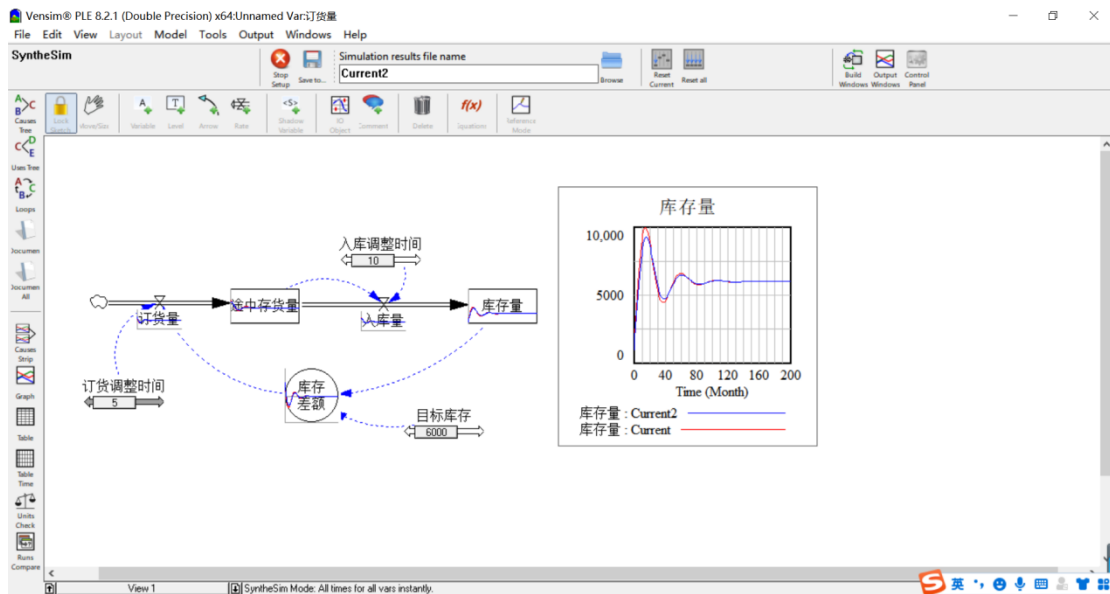 Vensim® PLE 8.2.1 (Double Precision) x64:Unnamed Var:订货量
File Edit View Layout Model Tools Output Windows Help
SyntheSim
Stop Setup
Save to...
Simulation results file name
Current2
Browse
Reset Current
Reset all
Build Windows
Output Windows
Control Panel
Causes Tree
Lock Sketch
Move/Size
Variable
Level
Arrow
Rate
Shadow Variable
IO Object
Comment
Delete
Equations
Reference Mode
f(x)
Uses Tree
Loops
Documen
Documen All
Causes Strip
Graph
Table
Table Time
Units Check
Runs Compare
入库调整时间
10
途中存货量
库存量
订货量
入库量
订货调整时间
5
库存
差额
目标库存
6000
库存量
10,000
5000
0
0 40 80 120 160 200
Time (Month)
库存量 : Current2
库存量 : Current
View 1
SyntheSim Mode: All times for all vars instantly.
英